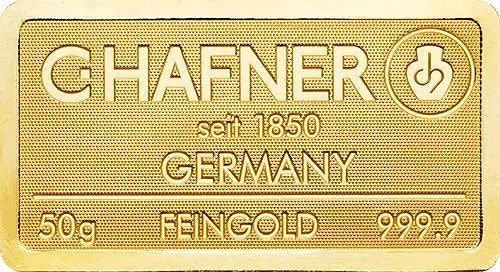 C·HAFNER
seit 1850
GERMANY
50g FEINGOLD 999.9